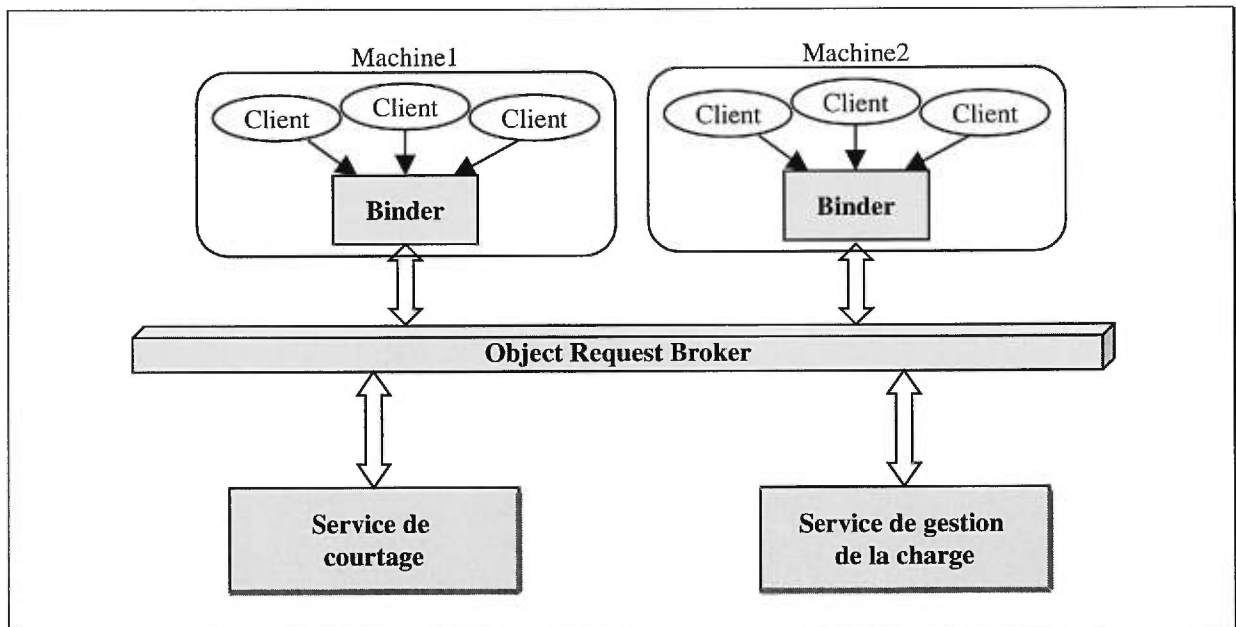 Machine1
Machine2
Client
Client
Client
Client
Client
Client
Binder
Binder
Object Request Broker
Service de
courtage
Service de gestion
de la charge